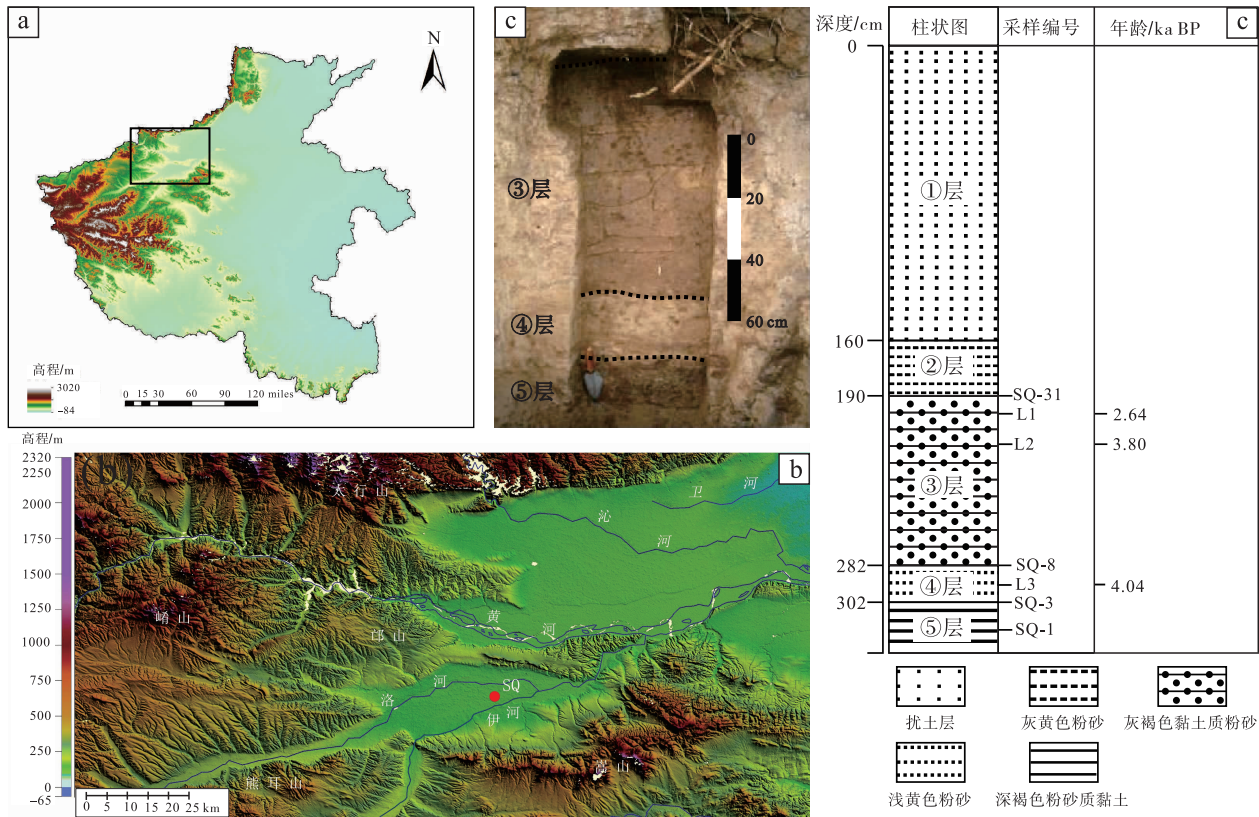 a
N
高程/m
3020
-84
0 15 30 60 90 120 miles
c
③层
④层
⑤层
0
20
40
60 cm
高程/m
2320
2250
2000
1750
1500
1250
1000
750
500
250
0
-65
b
太行山
卫河
沁河
崤山
黄河
邙山
洛河
SQ
伊河
嵩山
熊耳山
0 5 10 15 20 25 km
深度/cm 柱状图 采样编号 年龄/ka BP c
0
①层
160
②层
190 SQ-31
L1 2.64
L2 3.80
③层
282 SQ-8
④层 L3 4.04
302 SQ-3
⑤层 SQ-1
扰土层 灰黄色粉砂 灰褐色黏土质粉砂
浅黄色粉砂 深褐色粉砂质黏土